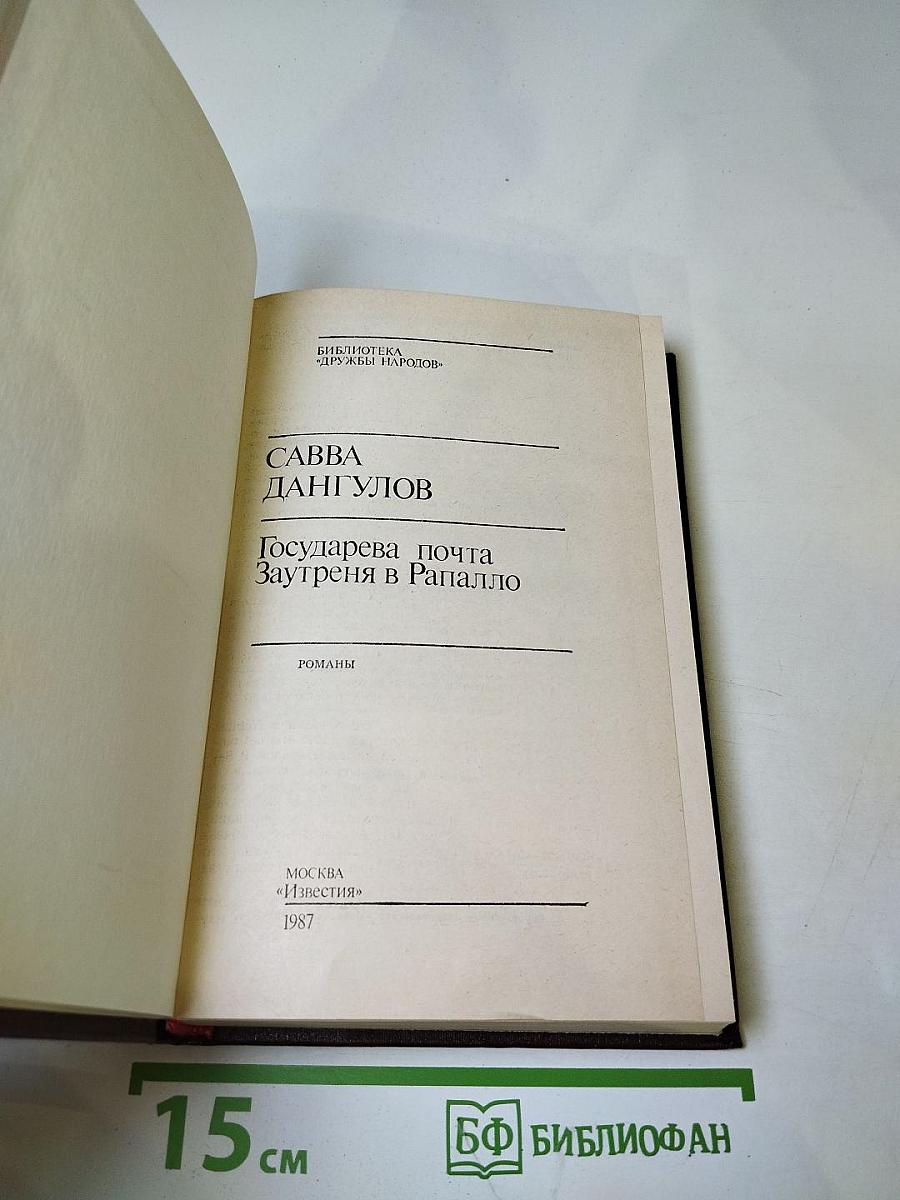 БИБЛИОТЕКА
«ДРУЖБЫ НАРОДОВ»
САВВА
ДАНГУЛОВ
Государева почта
Заутреня в Рапалло
РОМАНЫ
МОСКВА
«Известия»
1987
15 см
БФ БИБЛИОФАН